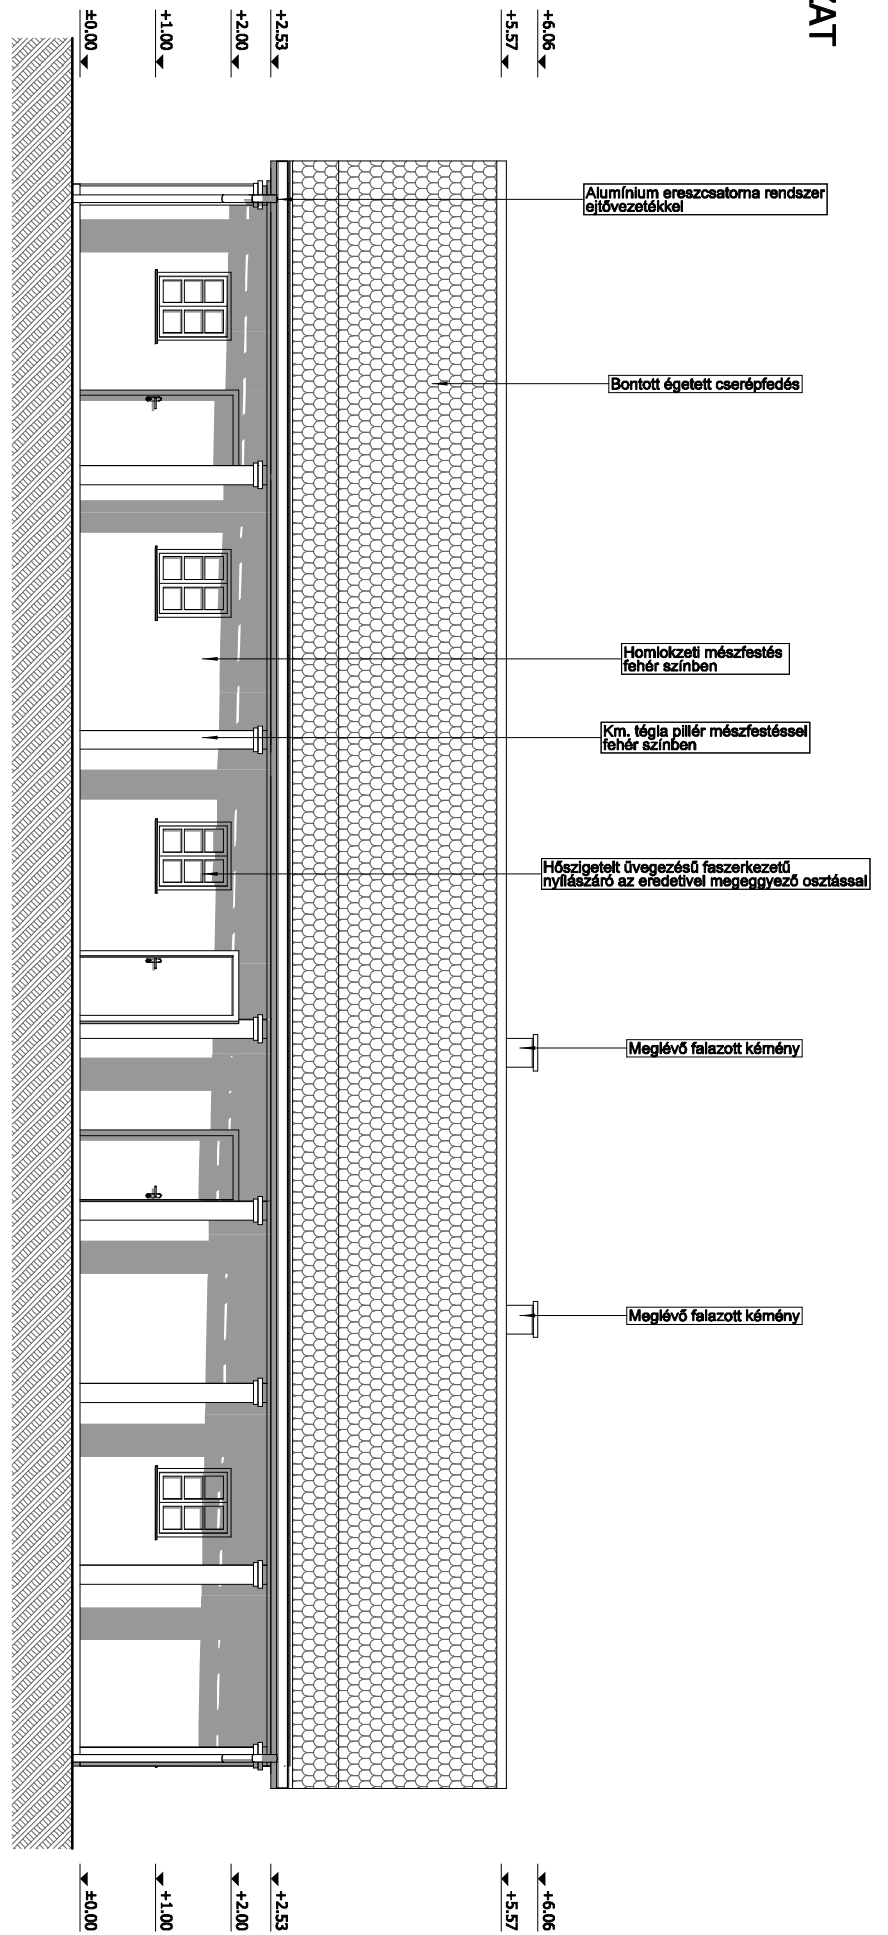 ZAT
+6.06
+5.57
+2.53
+2.00
+1.00
±0.00
Alumínium ereszcsatorna rendszer
ejtővezetékkel
Bontott égetett cserépfedés
Homlokzeti mészfestés
fehér színben
Km. tégla pillér mészfestéssel
fehér színben
Hőszigetelt üvegezésű faszerkezetű
nyílászáró az eredetivel megeggyező osztással
Meglévő falazott kémény
Meglévő falazott kémény
+6.06
+5.57
+2.53
+2.00
+1.00
±0.00